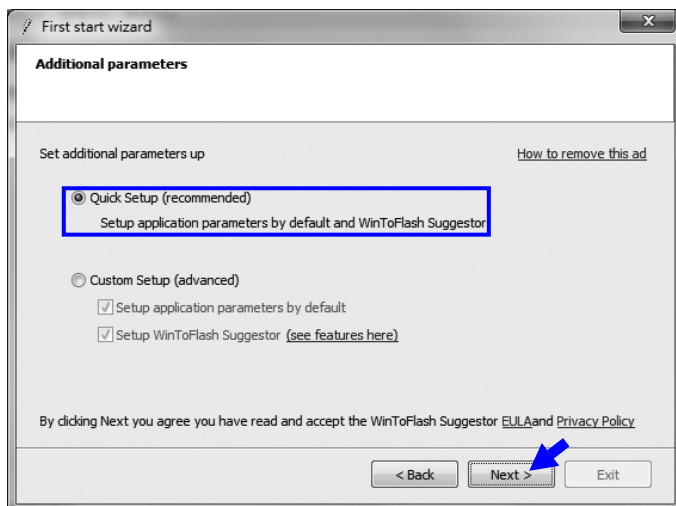 First start wizard
Additional parameters
Set additional parameters up How to remove this ad
Quick Setup (recommended)
Setup application parameters by default and WinToFlash Suggestor
Custom Setup (advanced)
Setup application parameters by default
Setup WinToFlash Suggestor (see features here)
By clicking Next you agree you have read and accept the WinToFlash Suggestor EULAand Privacy Policy
< Back Next > Exit